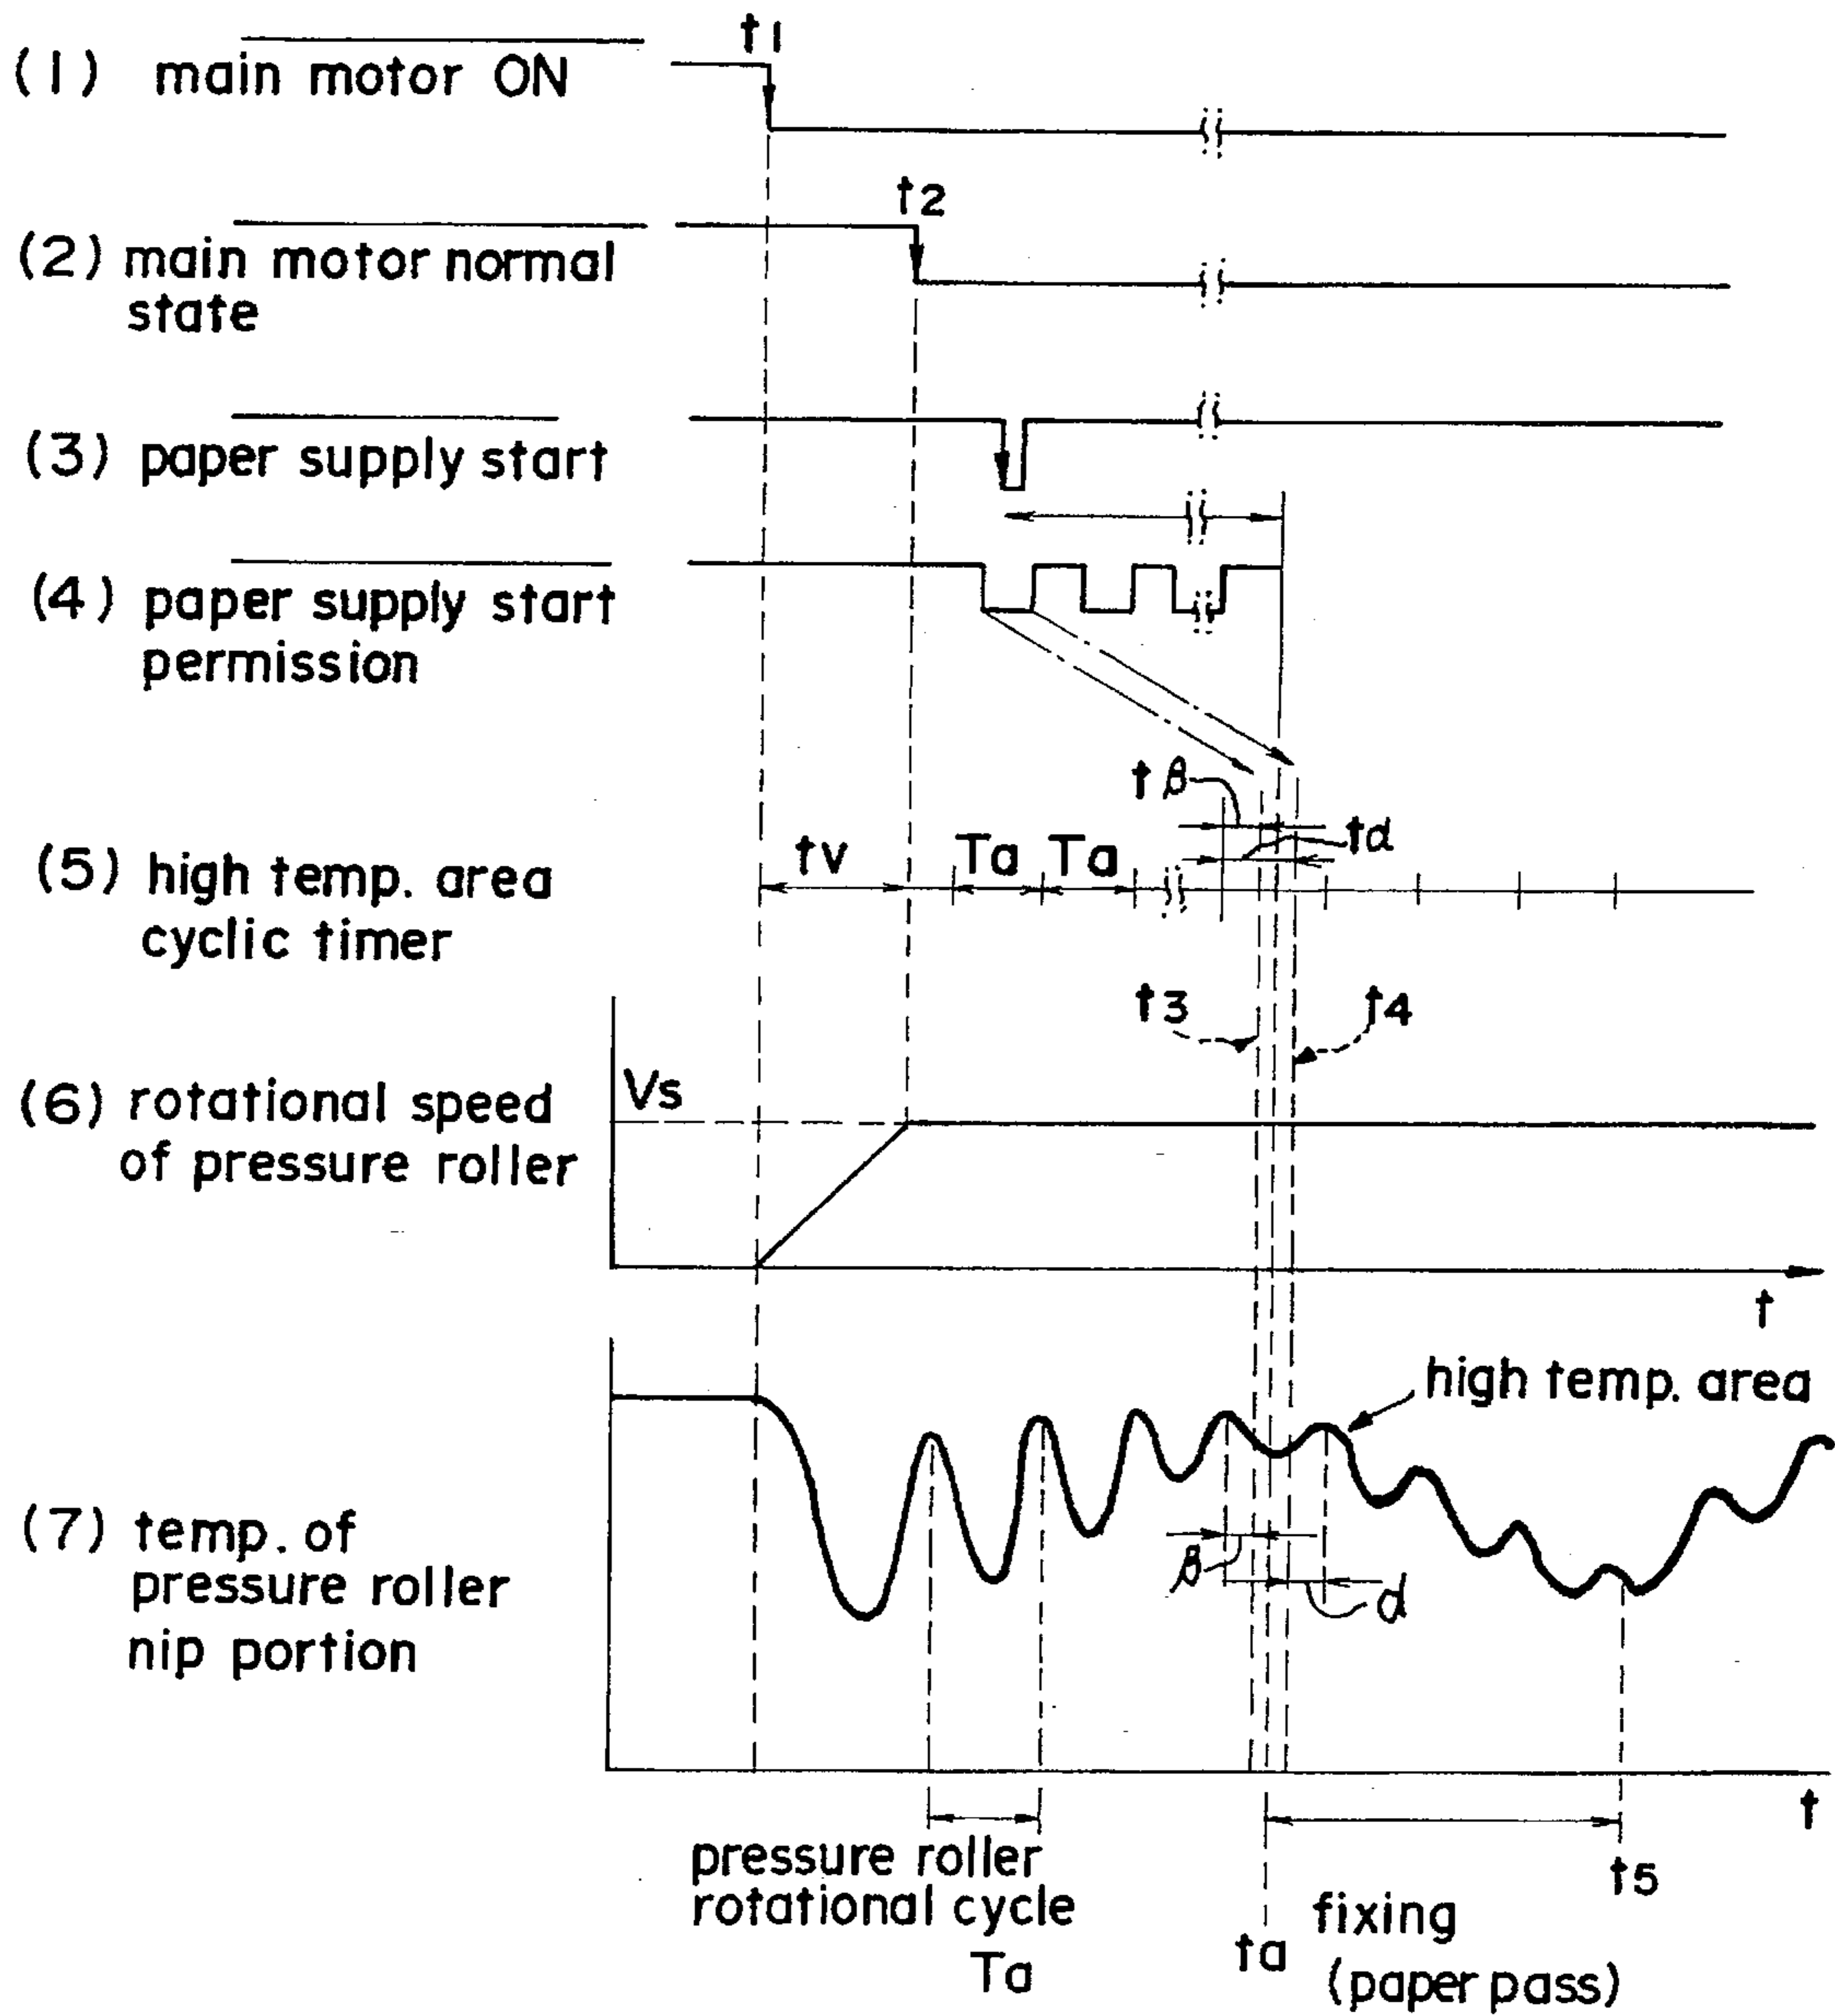 t1
(1) main motor ON
t2
(2) main motor normal
state
(3) paper supply start
(4) paper supply start
permission
tβ
tα
(5) high temp. area
cyclic timer
tv
Ta
Ta
t3
t4
Vs
(6) rotational speed
of pressure roller
t
high temp. area
(7) temp. of
pressure roller
nip portion
β
α
t
pressure roller
rotational cycle
Ta
ta
fixing
(paper pass)
t5